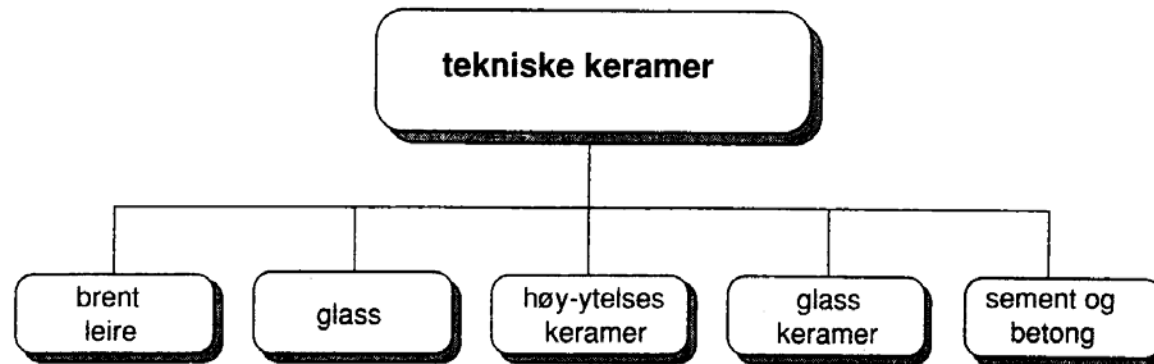 tekniske keramer
brent
leire
glass
høy-ytelses
keramer
glass
keramer
sement og
betong